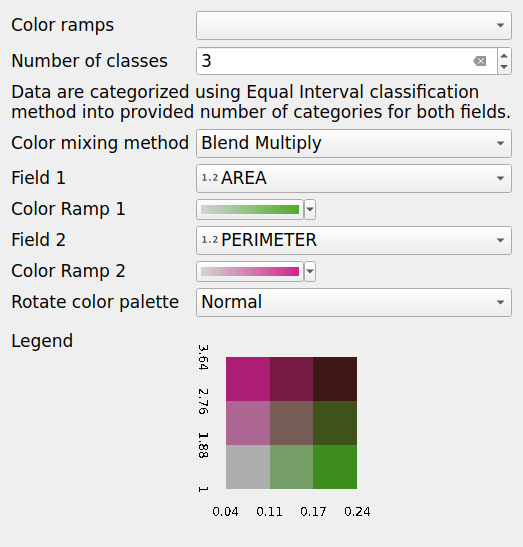 Color ramps
Number of classes 3
Data are categorized using Equal Interval classification
method into provided number of categories for both fields.
Color mixing method Blend Multiply
Field 1 1.2 AREA
Color Ramp 1
Field 2 1.2 PERIMETER
Color Ramp 2
Rotate color palette Normal
Legend
3.64
2.76
1.88
1
0.04 0.11 0.17 0.24